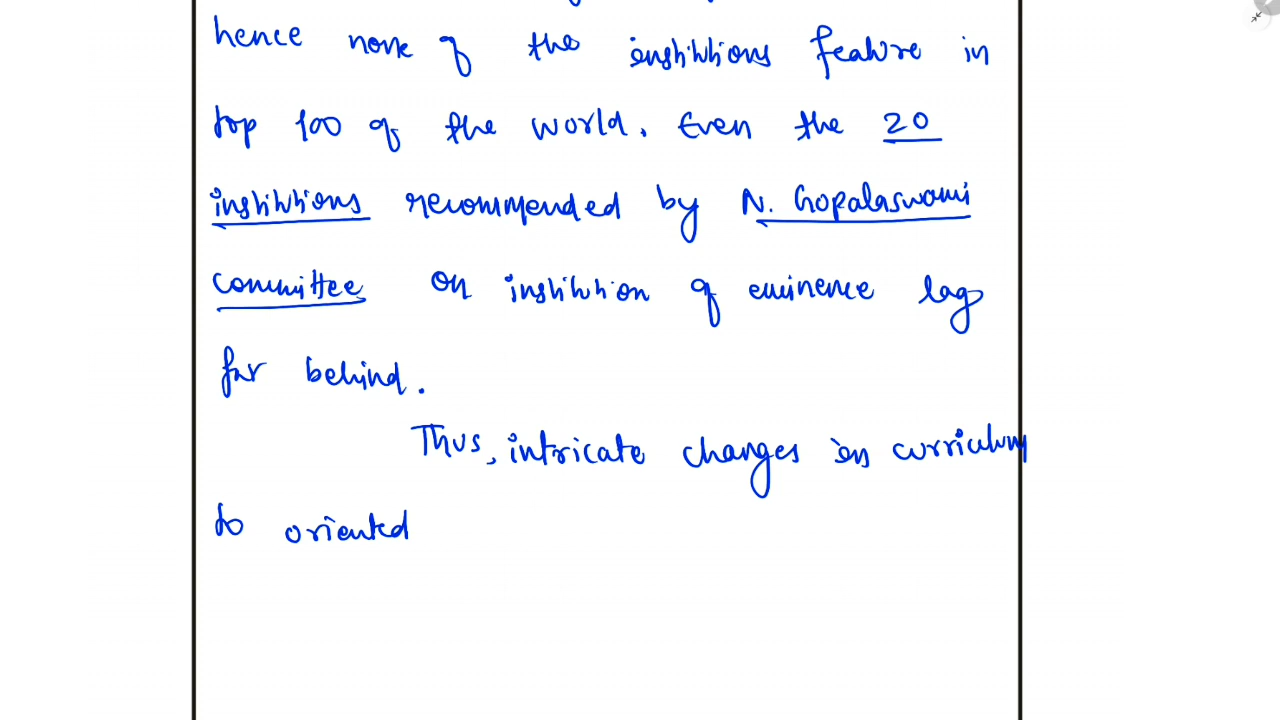 hence none of the institutions feature in
top 100 of the world. Even the 20
institutions recommended by N. Gopalaswami
committee on institution of eminence lag
far behind.
Thus, intricate changes in curriculum
to oriented